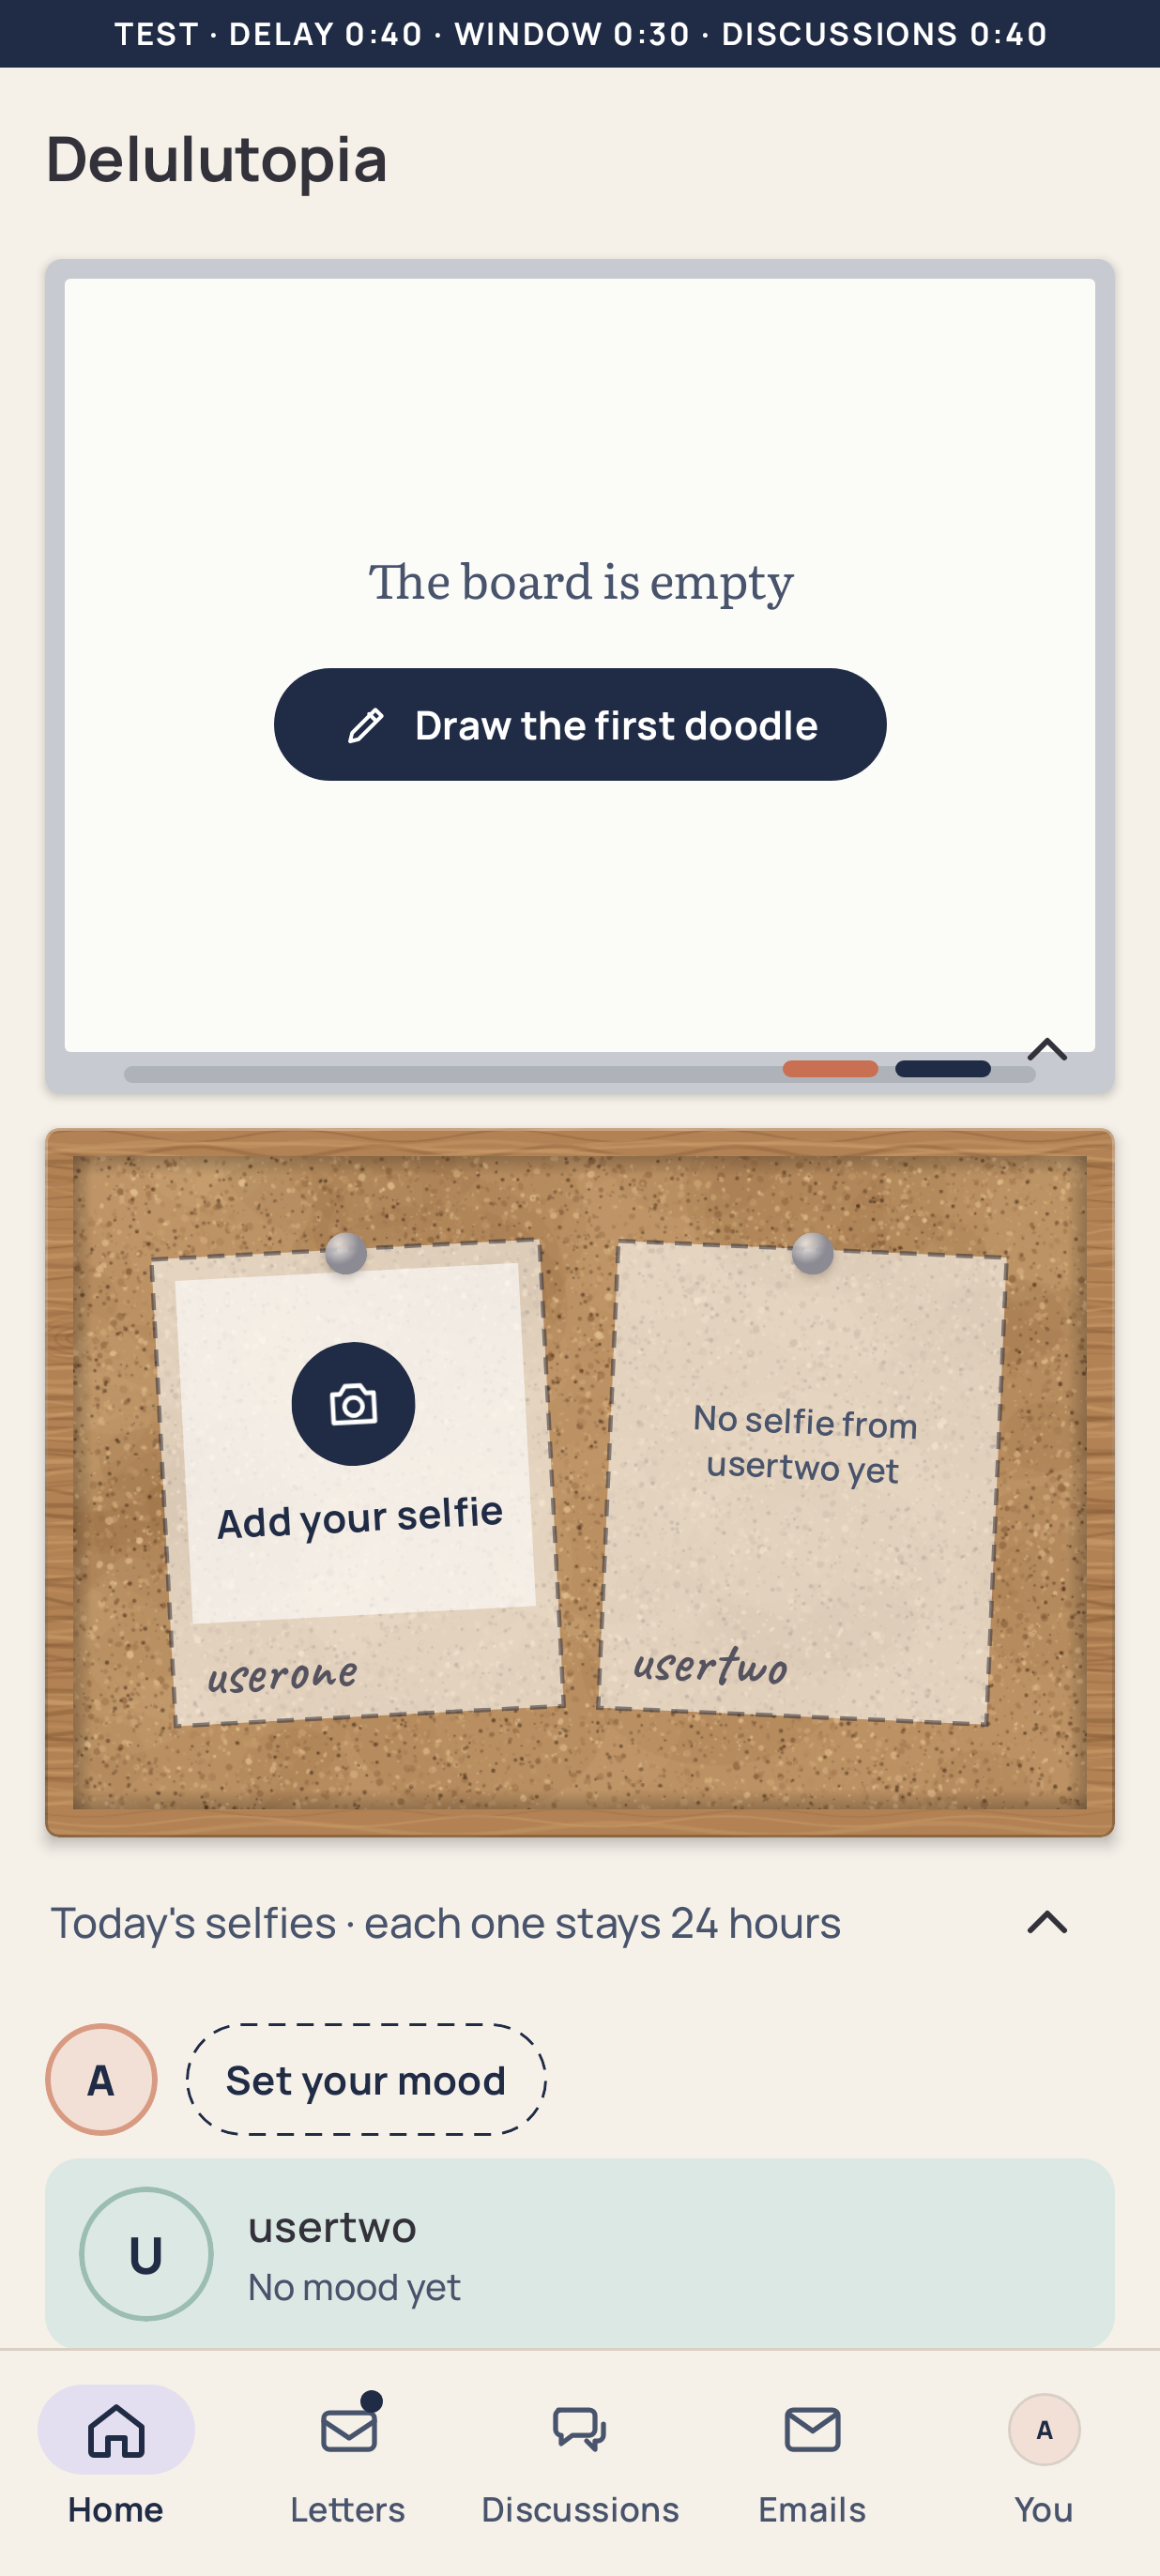 TEST · DELAY 0:40 · WINDOW 0:30 · DISCUSSIONS 0:40
Delulutopia
The board is empty
Draw the first doodle
Add your selfie
userone
No selfie from
usertwo yet
usertwo
Today's selfies · each one stays 24 hours
A
Set your mood
U
usertwo
No mood yet
A
Home
Letters
Discussions
Emails
You